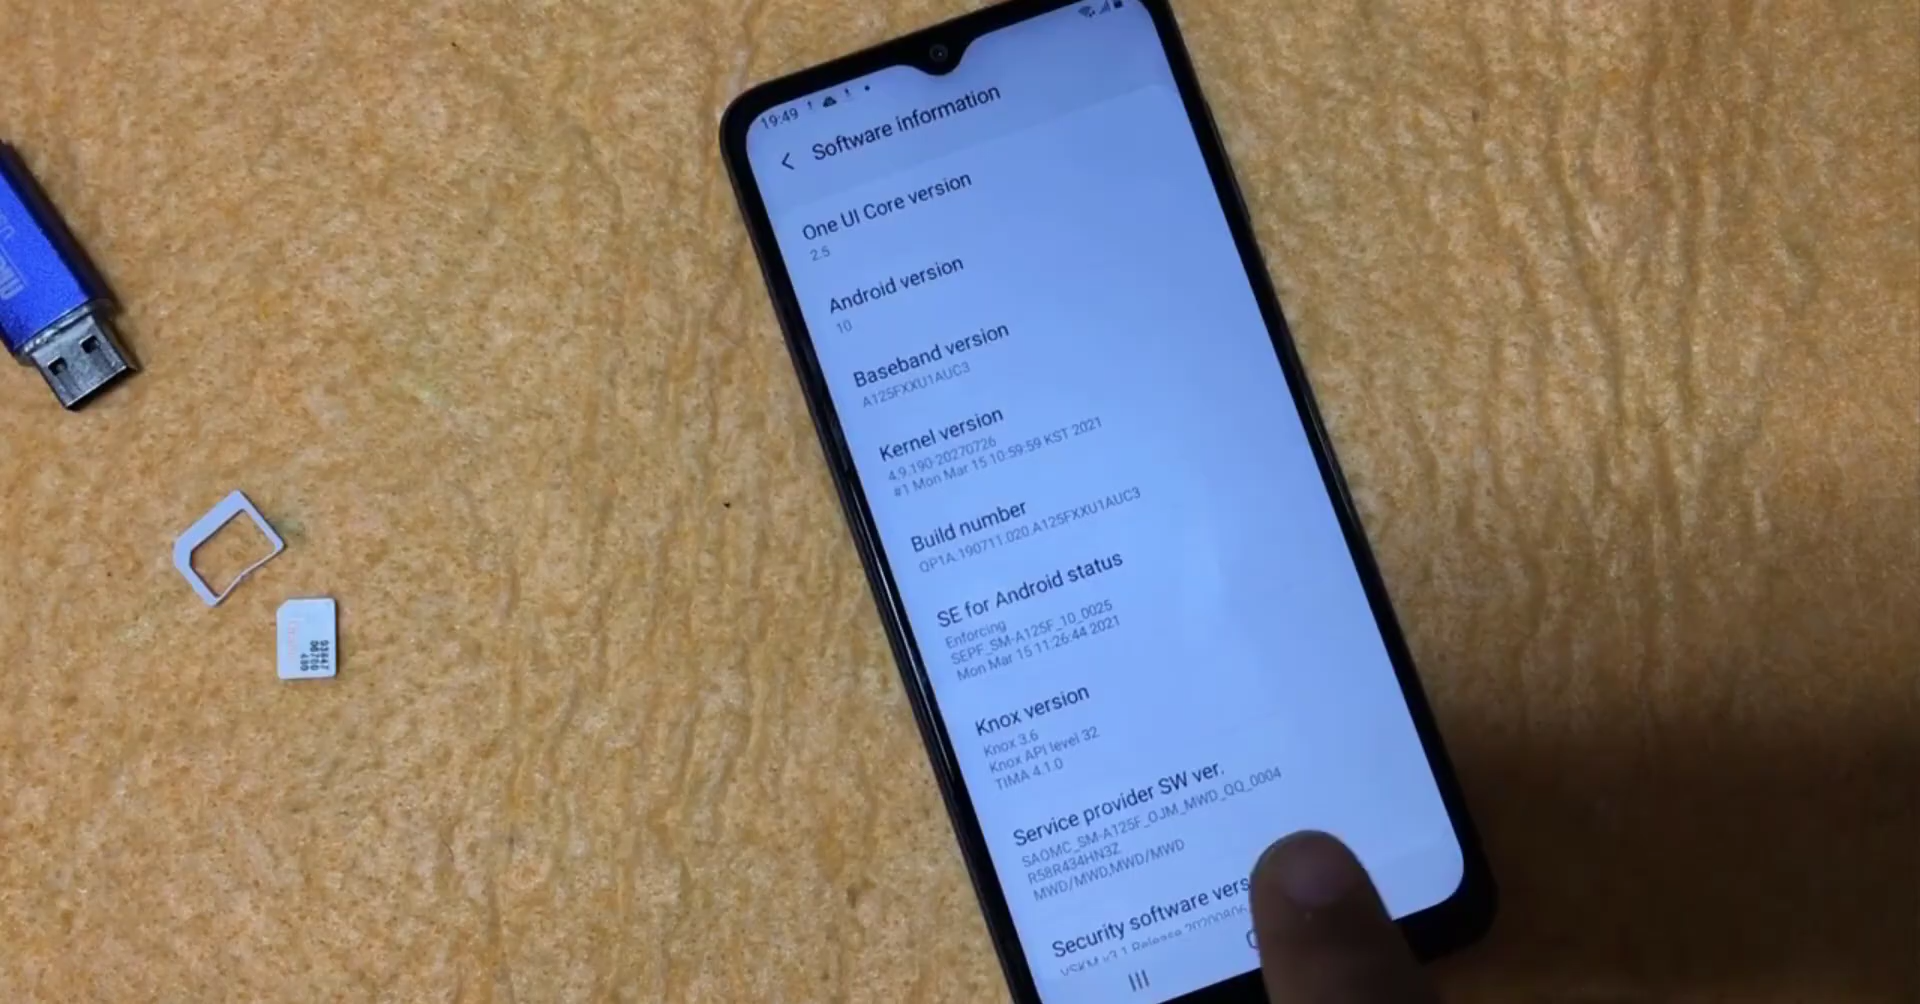 19:49
Software information
One UI Core version
2.5
Android version
10
Baseband version
A125FXXU1AUC3
Kernel version
4.9.190-20270726
#1 Mon Mar 15 10:59:59 KST 2021
Build number
QP1A.190711.020.A125FXXU1AUC3
SE for Android status
Enforcing
SEPF_SM-A125F_10_0025
Mon Mar 15 11:26:44 2021
Knox version
Knox 3.6
Knox API level 32
TIMA 4.1.0
Service provider SW ver.
SAOMC_SM-A125F_OJM_MWD_QQ_0004
R58R434HN3Z
MWD/MWD,MWD/MWD
Security software vers